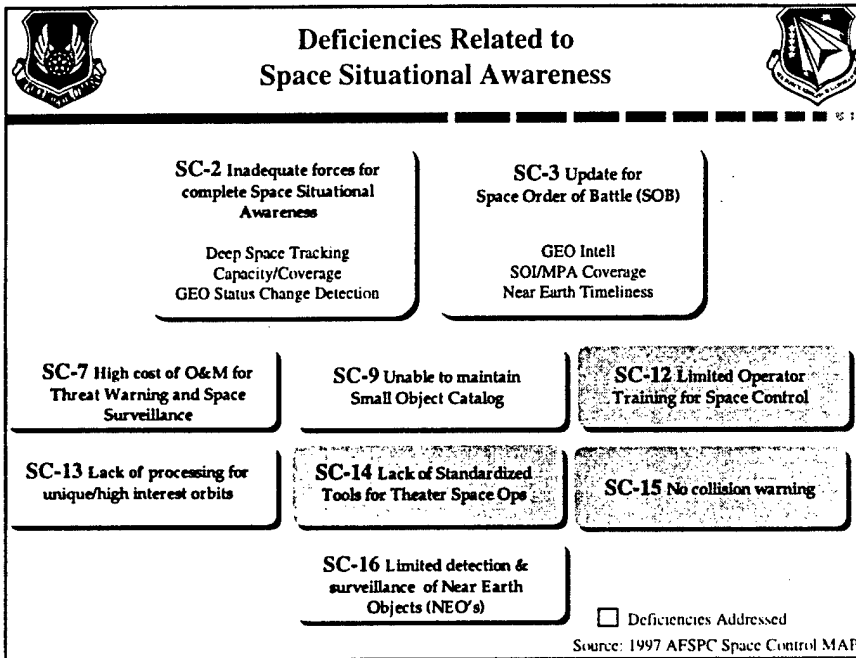 Deficiencies Related to
Space Situational Awareness
SC-2 Inadequate forces for
complete Space Situational
Awareness
Deep Space Tracking
Capacity/Coverage
GEO Status Change Detection
SC-3 Update for
Space Order of Battle (SOB)
GEO Intell
SOI/MPA Coverage
Near Earth Timeliness
SC-7 High cost of O&M for
Threat Warning and Space
Surveillance
SC-9 Unable to maintain
Small Object Catalog
SC-12 Limited Operator
Training for Space Control
SC-13 Lack of processing for
unique/high interest orbits
SC-14 Lack of Standardized
Tools for Theater Space Ops
SC-15 No collision warning
SC-16 Limited detection &
surveillance of Near Earth
Objects (NEO's)
Deficiencies Addressed
Source: 1997 AFSPC Space Control MAP